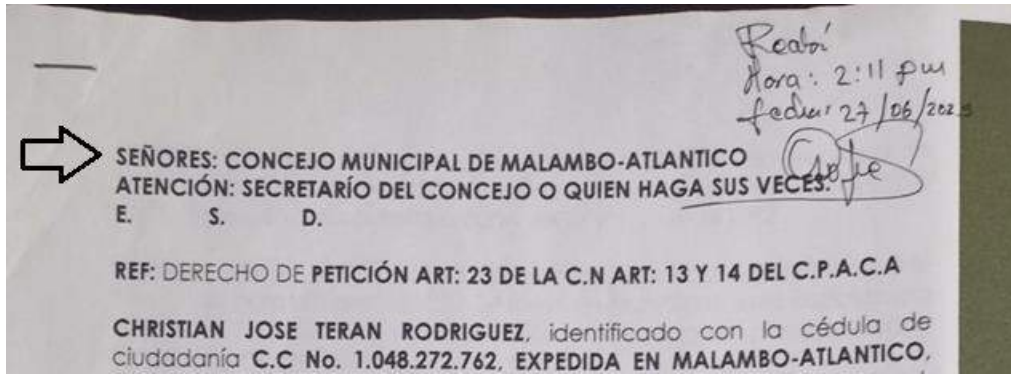 Recibí
Hora: 2:11 pm
fecha: 27/06/202
SEÑORES: CONCEJO MUNICIPAL DE MALAMBO-ATLANTICO
ATENCIÓN: SECRETARÍO DEL CONCEJO O QUIEN HAGA SUS VECES.
E. S. D.
REF: DERECHO DE PETICIÓN ART: 23 DE LA C.N ART: 13 Y 14 DEL C.P.A.C.A
CHRISTIAN JOSE TERAN RODRIGUEZ, identificado con la cédula de
ciudadanía C.C No. 1.048.272.762, EXPEDIDA EN MALAMBO-ATLANTICO,